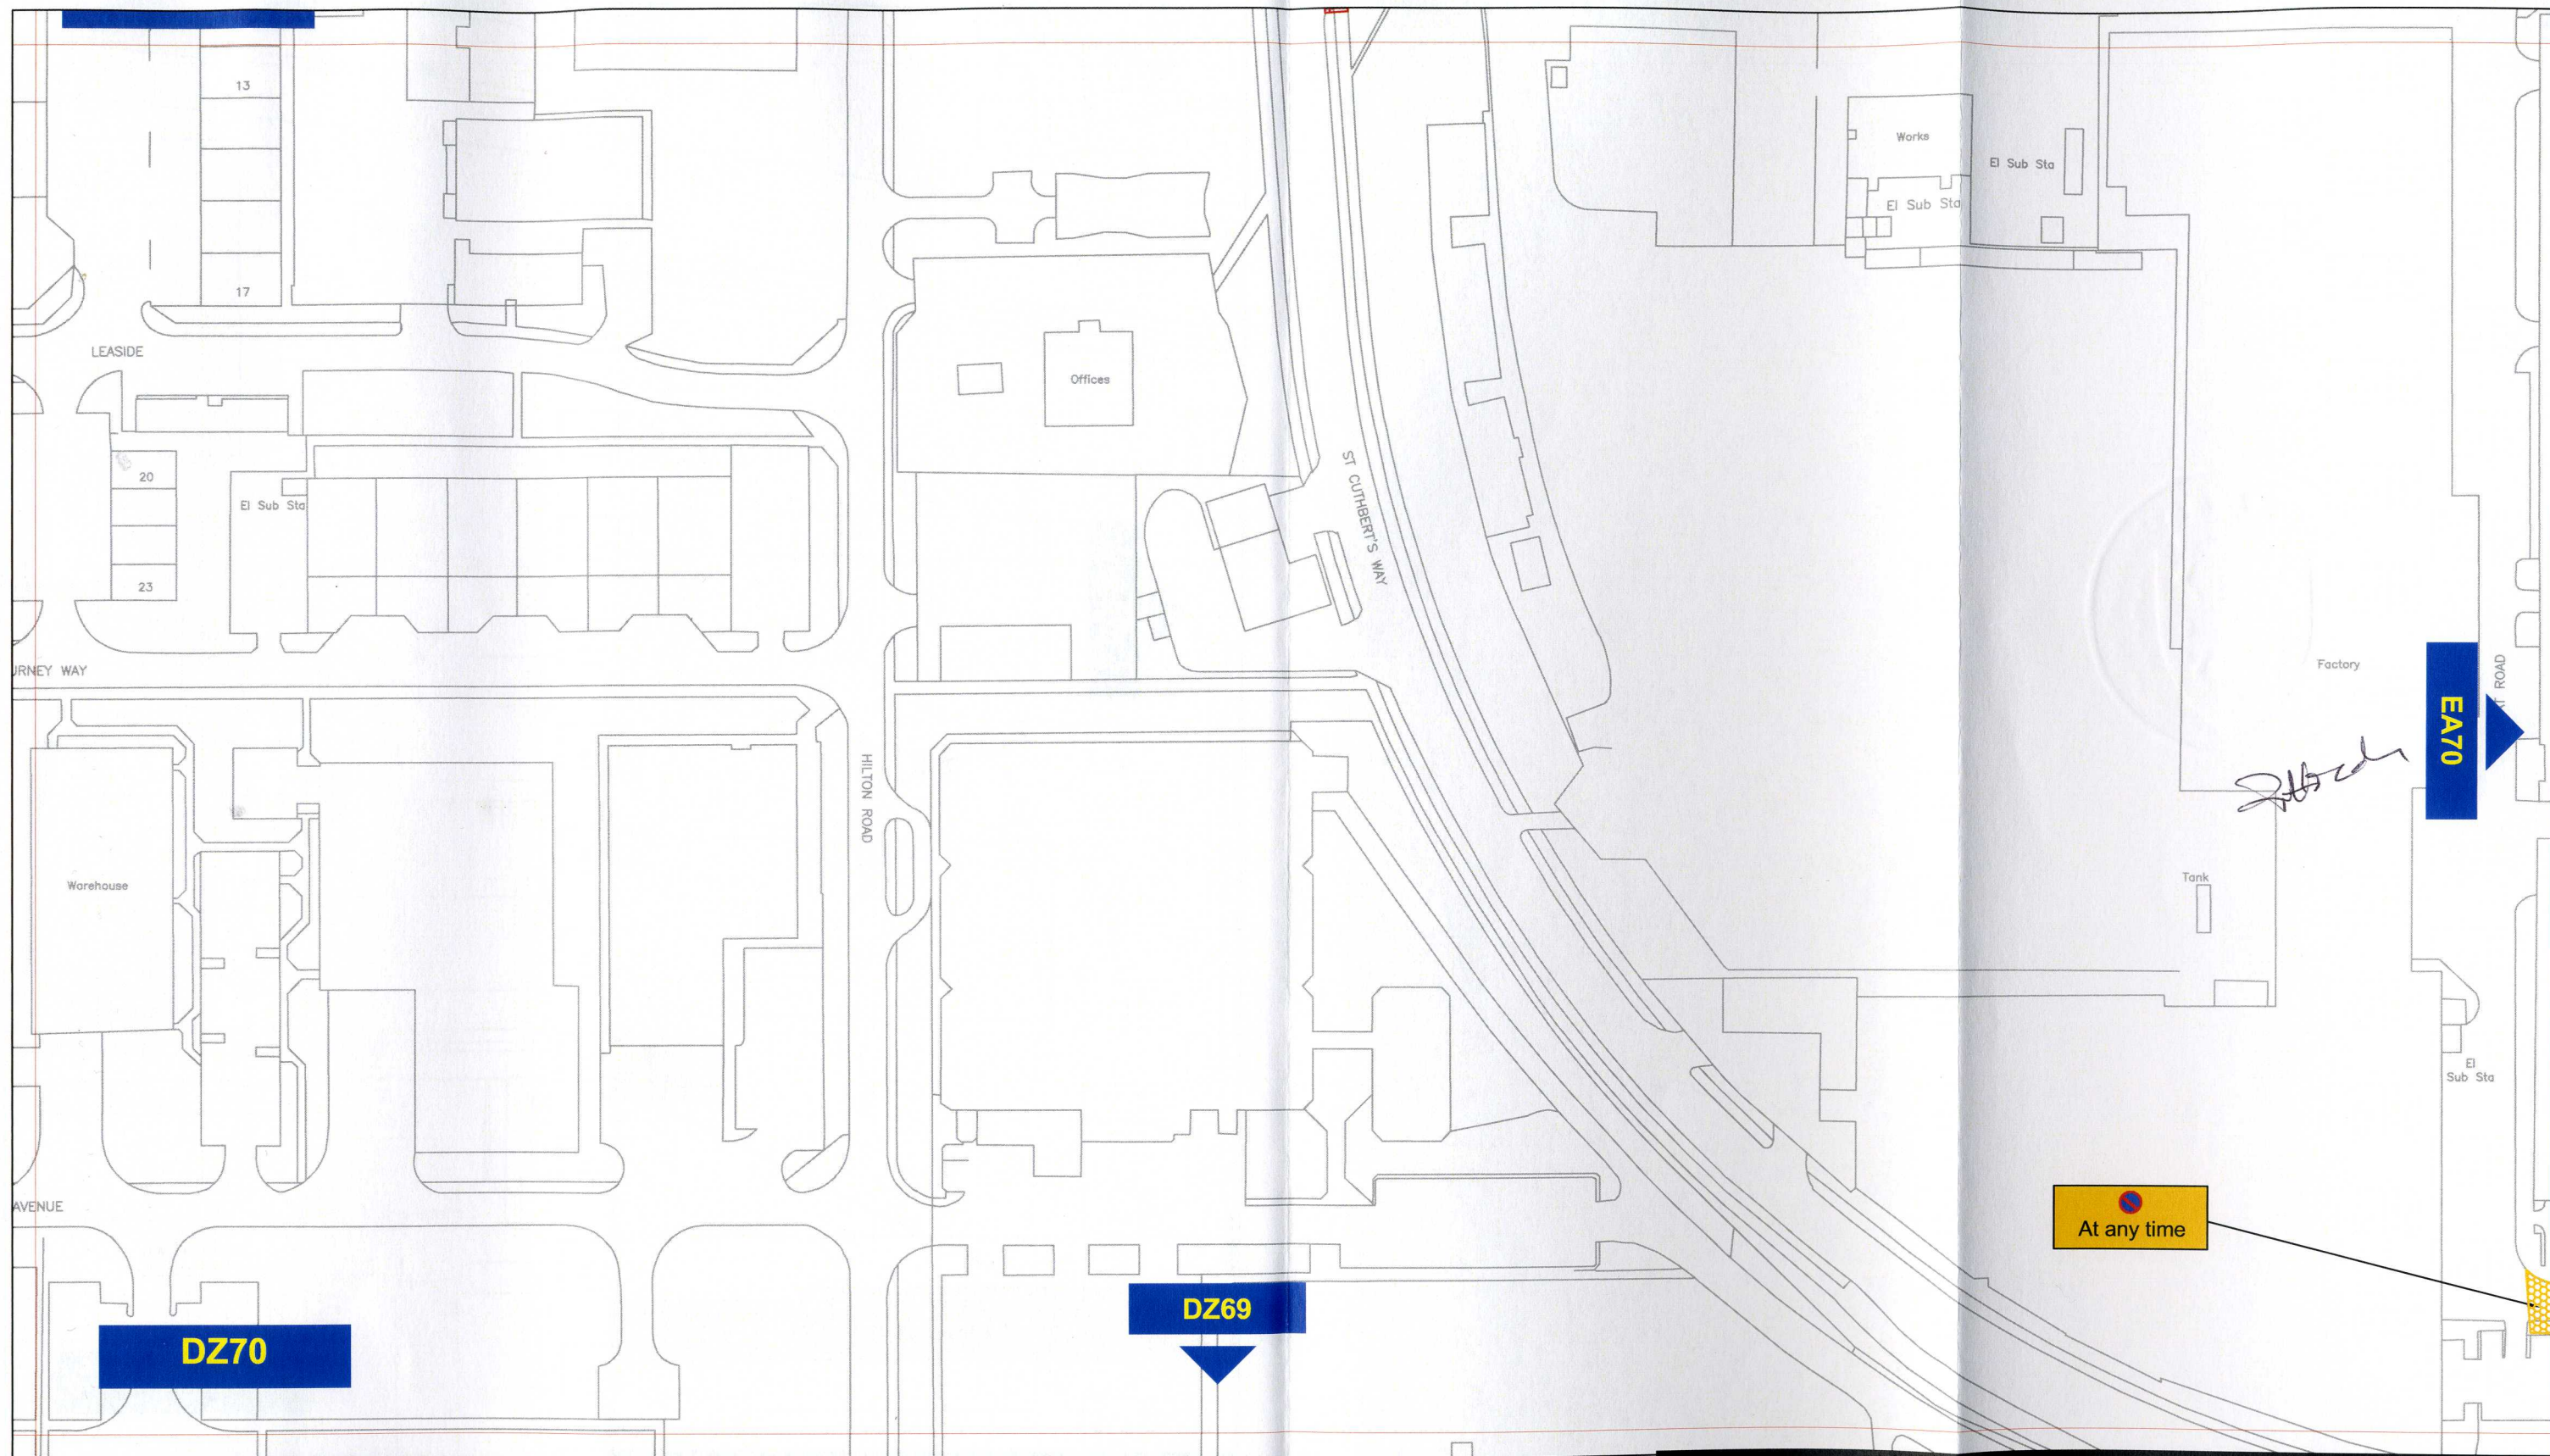 13
Works
El Sub Sta
El Sub Sta
17
LEASIDE
Offices
20
El Sub Sta
ST CUTHBERT'S WAY
23
URNEY WAY
Factory
T ROAD
EA70
HILTON ROAD
Warehouse
Tank
El
Sub Sta
AVENUE
At any time
DZ69
DZ70